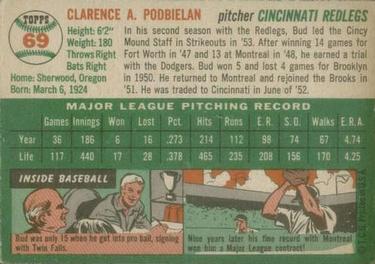 TOPPS
69
CLARENCE A. PODBIELAN pitcher CINCINNATI REDLEGS
Height: 6'2"
Weight: 180
Throws Right
Bats Right
Home: Sherwood, Oregon
Born: March 6, 1924
In his second season with the Redlegs, Bud led the Cincy
Mound Staff in Strikeouts in '53. After winning 14 games
for Fort Worth in '47 and 13 at Montreal in '48, he earned a trial
with the Dodgers. Bud won 5 and lost 4 games for Brooklyn
in 1950. He returned to Montreal and rejoined the Brooks in
'51. He was traded to Cincinnati in June of '52.
MAJOR LEAGUE PITCHING RECORD
Games Innings Won Lost Pct. Hits Runs E.R. S.O. Walks E.R.A.
Year 36 186 6 16 .273 214 112 98 74 67 4.74
Life 117 440 17 28 .378 465 235 208 156 170 4.25
INSIDE BASEBALL
Bud was only 15 when he got into pro ball, signing
with Twin Falls.
Nine years later his fine record with Montreal
won him a Major League contract!